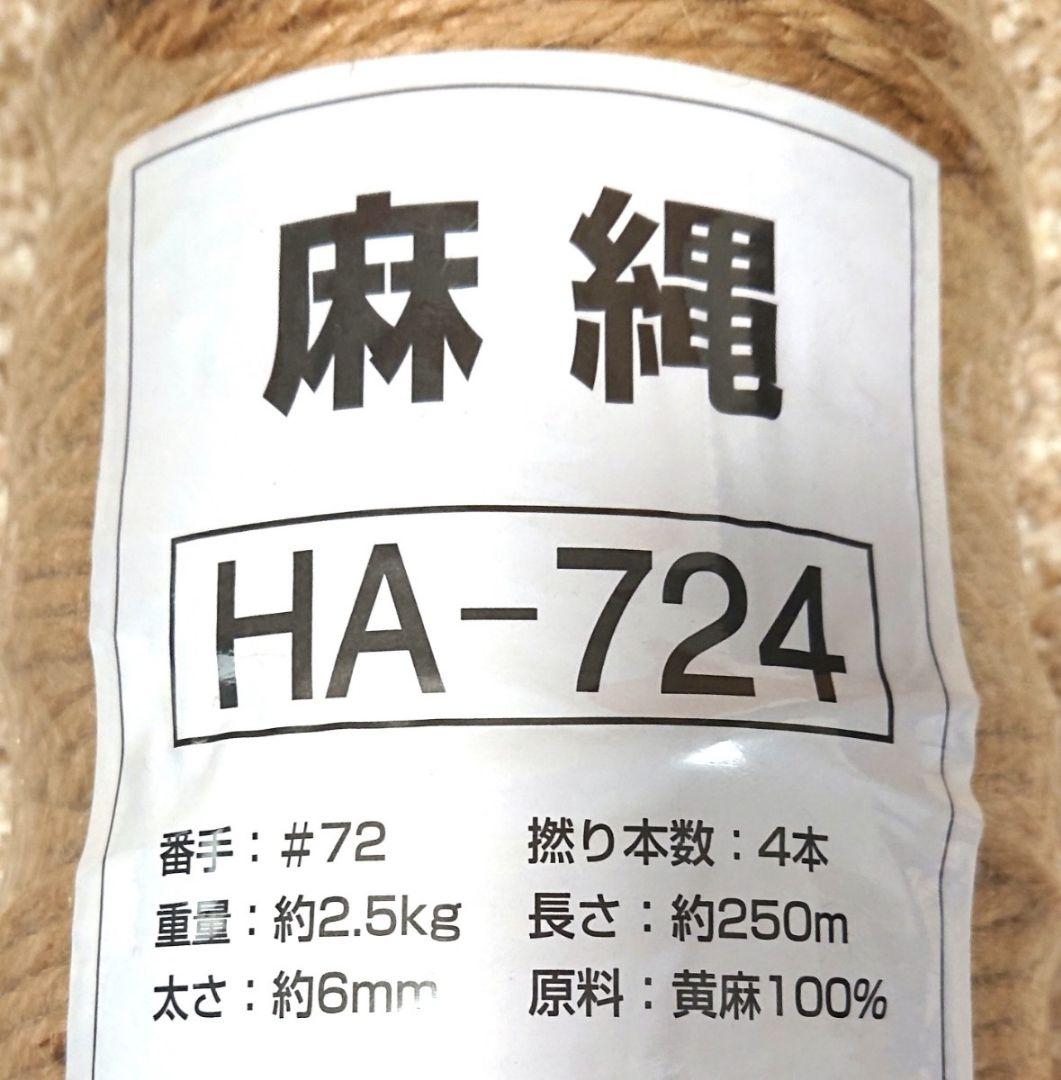 麻縄
HA-724
番手：#72 撚り本数：4本
重量：約2.5kg 長さ：約250m
太さ：約6mm 原料：黄麻100%